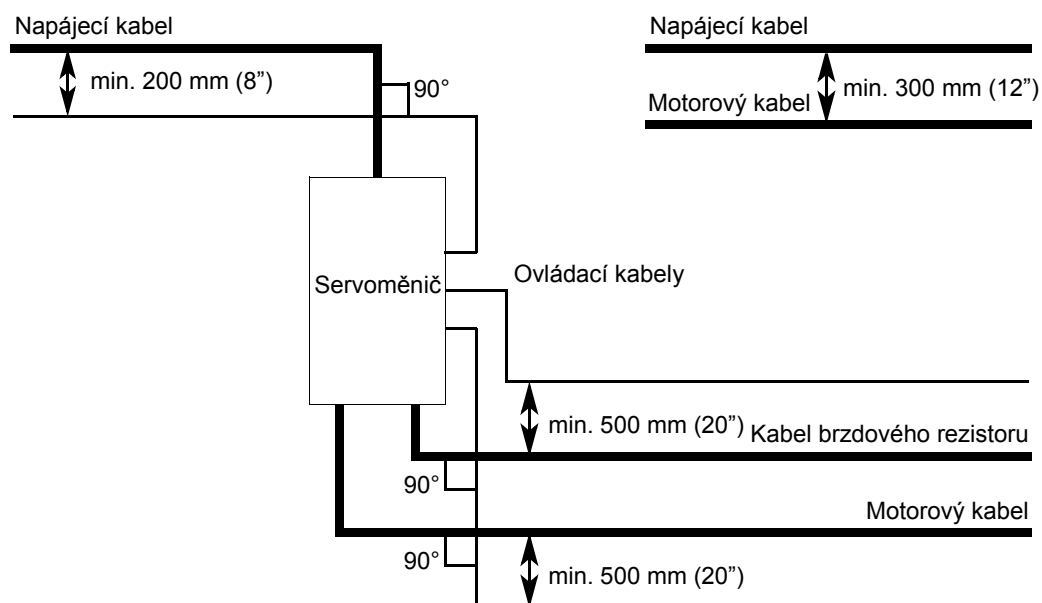 Napájecí kabel
Napájecí kabel
min. 200 mm (8”)
90°
min. 300 mm (12”)
Motorový kabel
Servoměnič
Ovládací kabely
min. 500 mm (20”)
Kabel brzdového rezistoru
90°
Motorový kabel
90°
min. 500 mm (20”)